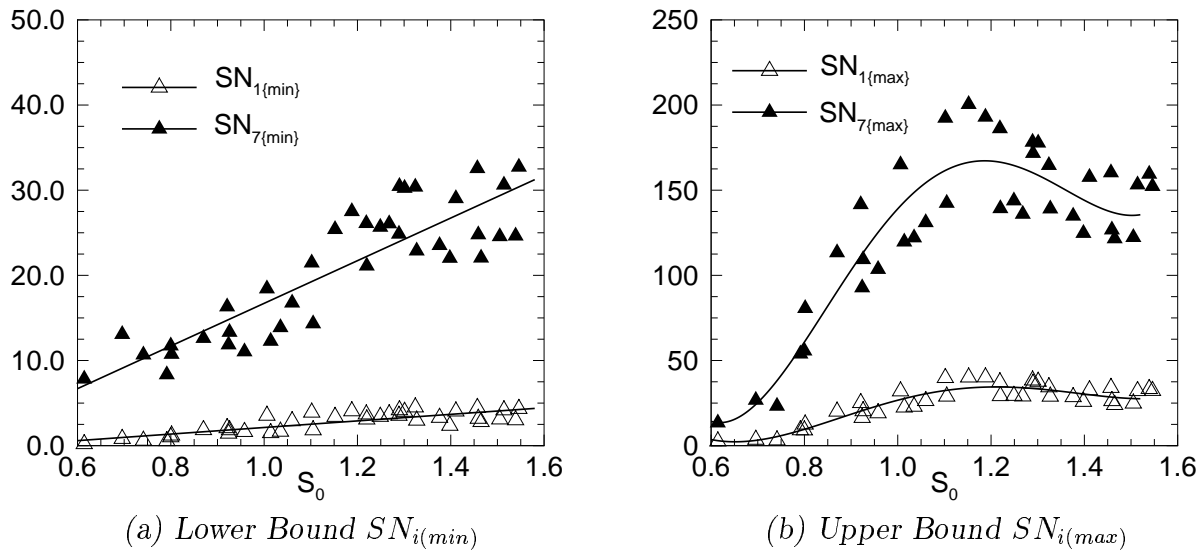 50.0
40.0
30.0
20.0
10.0
0.0
0.6 0.8 1.0 1.2 1.4 1.6
S0
SN1{min}
SN7{min}
(a) Lower Bound SNi(min)
250
200
150
100
50
0
0.6 0.8 1.0 1.2 1.4 1.6
S0
SN1{max}
SN7{max}
(b) Upper Bound SNi(max)